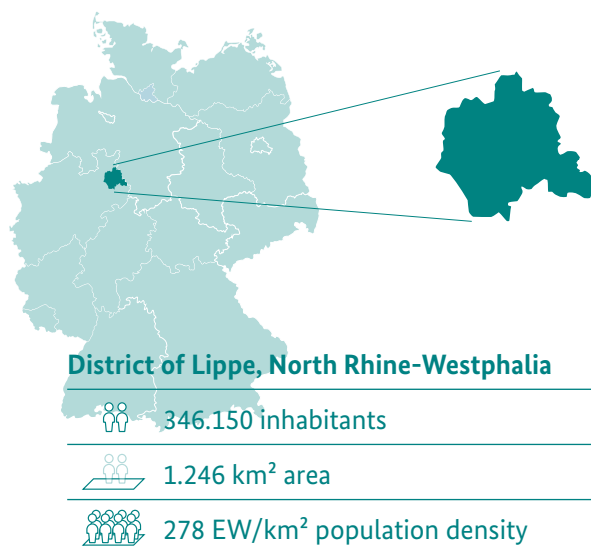 District of Lippe, North Rhine-Westphalia
346.150 inhabitants
1.246 km² area
278 EW/km² population density